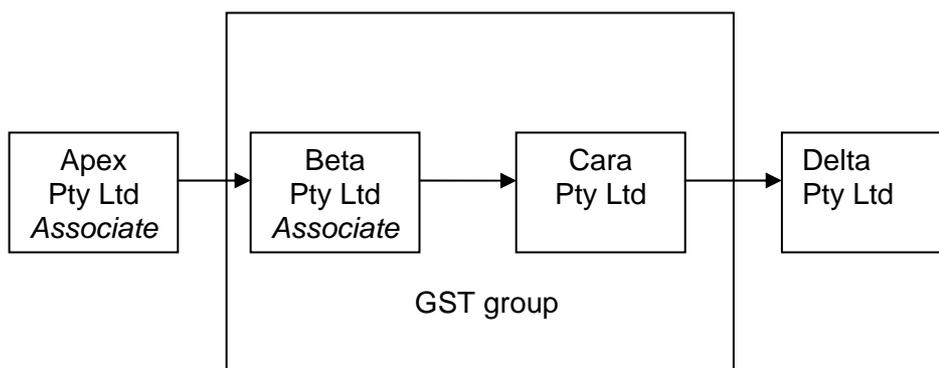 Apex
Pty Ltd
Associate
Beta
Pty Ltd
Associate
Cara
Pty Ltd
Delta
Pty Ltd
GST group